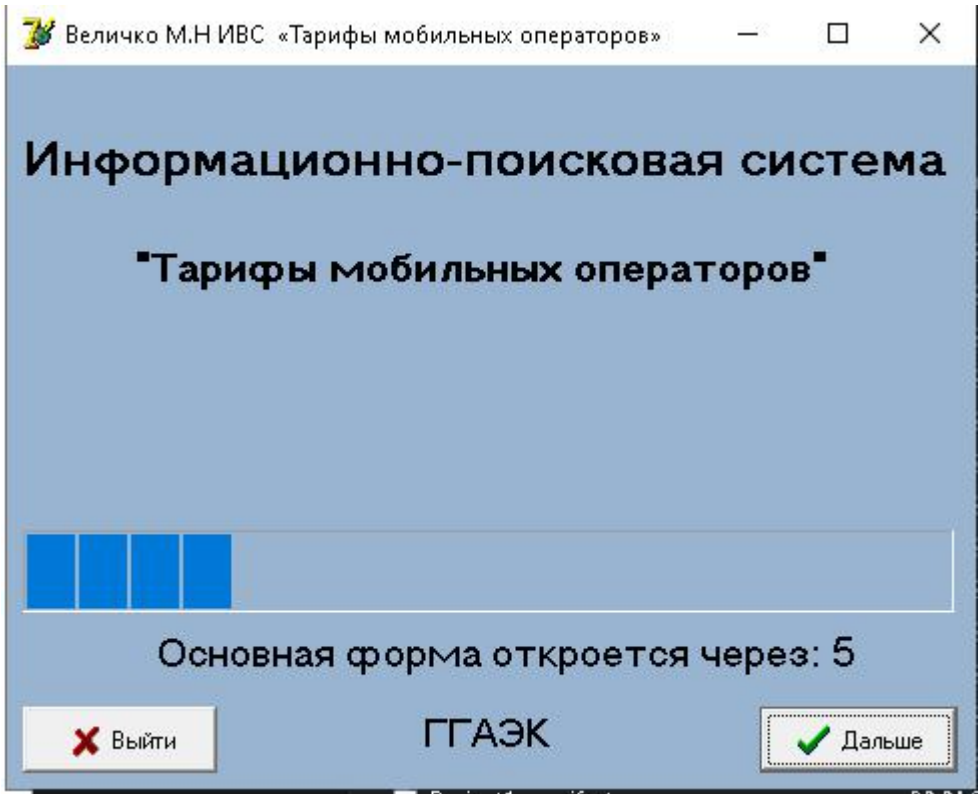 Величко М.Н ИВС «Тарифы мобильных операторов»
Информационно-поисковая система
"Тарифы мобильных операторов"
Основная форма откроется через: 5
Выйти
ГГАЭК
Дальше